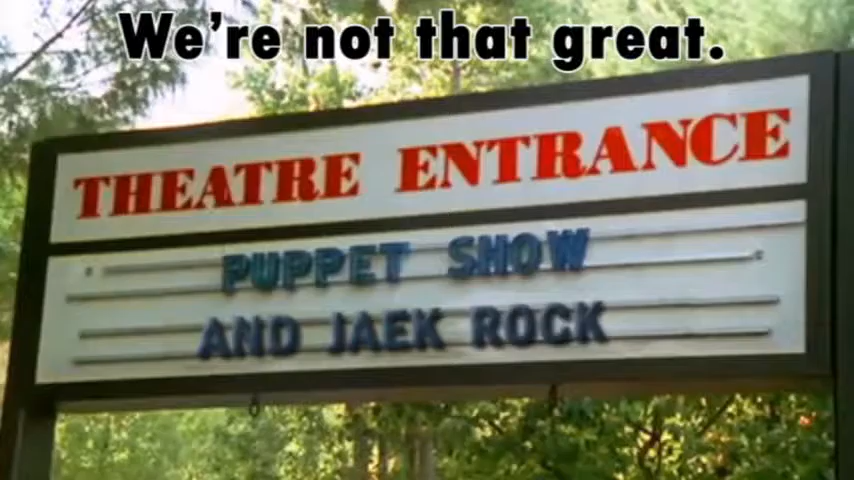 We're not that great.
THEATRE ENTRANCE
PUPPET SHOW
AND JAEK ROCK